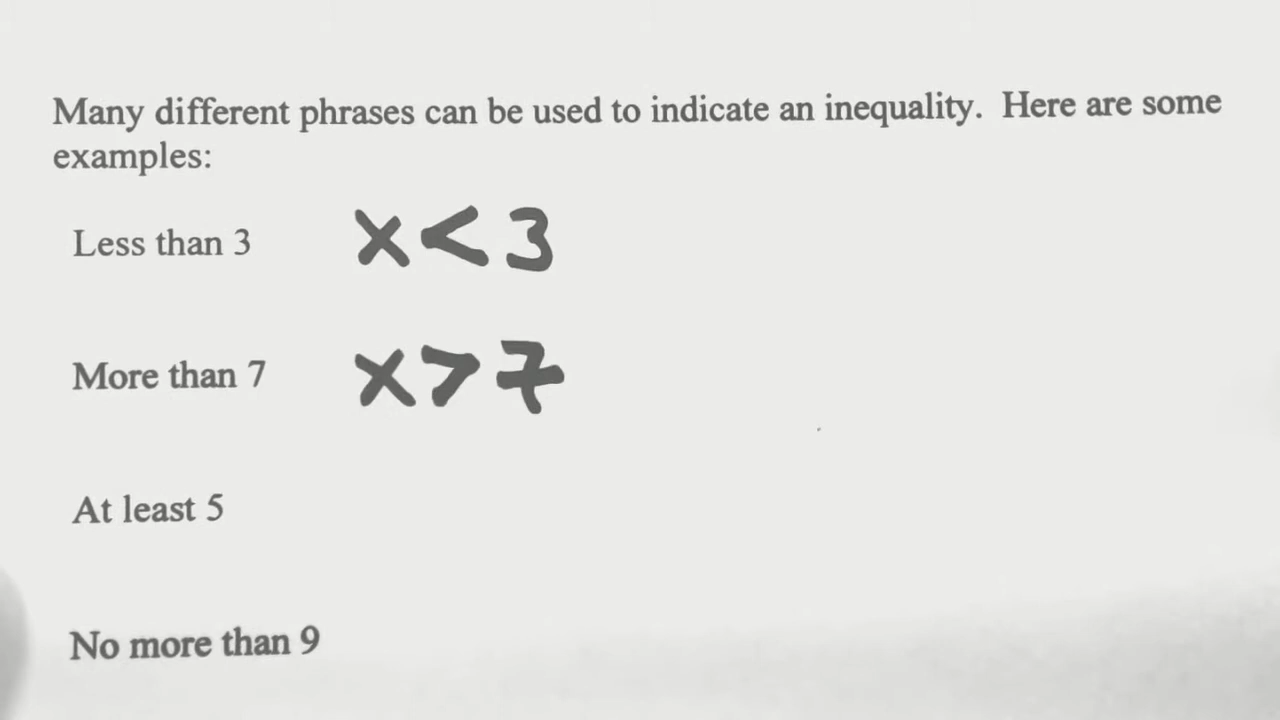 Many different phrases can be used to indicate an inequality. Here are some
examples:
Less than 3 x < 3
More than 7 x > 7
At least 5
No more than 9